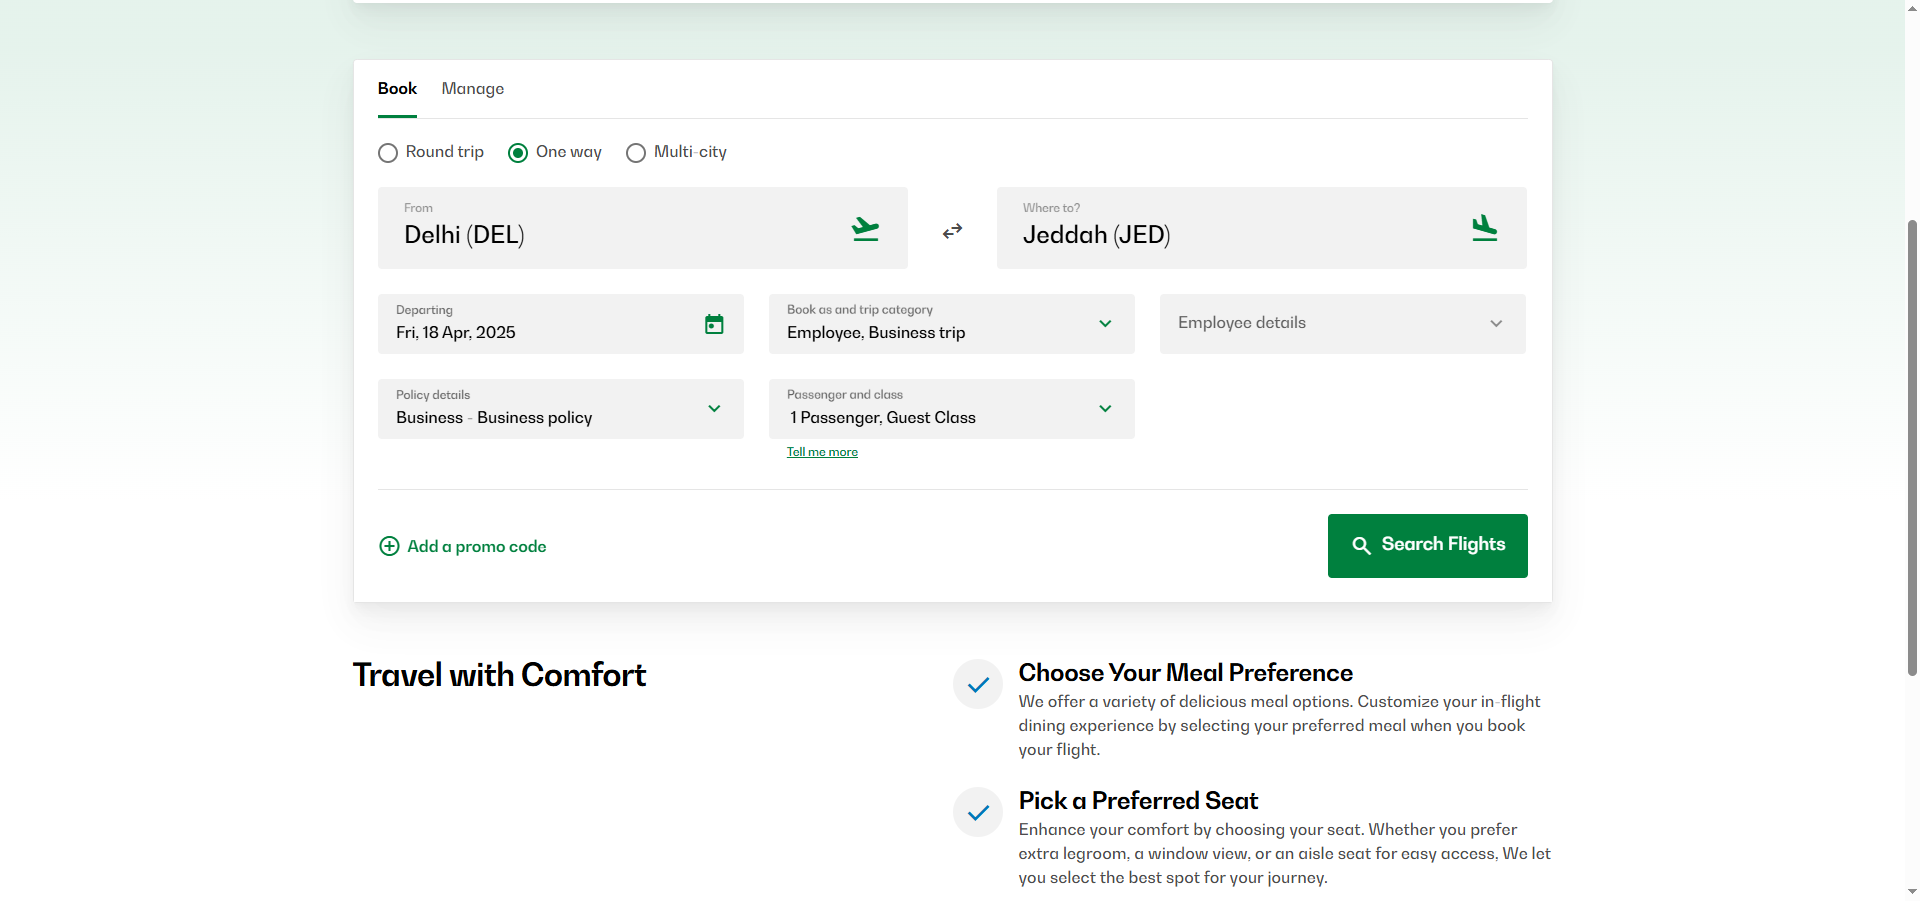 Book
Manage
Round trip
One way
Multi-city
From
Delhi (DEL)
Where to?
Jeddah (JED)
Departing
Fri, 18 Apr, 2025
Book as and trip category
Employee, Business trip
Employee details
Policy details
Business - Business policy
Passenger and class
1 Passenger, Guest Class
Tell me more
Add a promo code
Search Flights
Travel with Comfort
Choose Your Meal Preference
We offer a variety of delicious meal options. Customize your in-flight
dining experience by selecting your preferred meal when you book
your flight.
Pick a Preferred Seat
Enhance your comfort by choosing your seat. Whether you prefer
extra legroom, a window view, or an aisle seat for easy access, We let
you select the best spot for your journey.